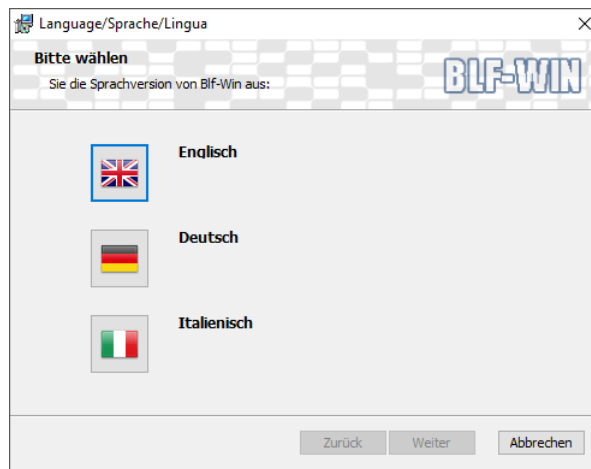 Language/Sprache/Lingua
Bitte wählen
Sie die Sprachversion von Blf-Win aus:
BLF-WIN
Englisch
Deutsch
Italienisch
Zurück
Weiter
Abbrechen